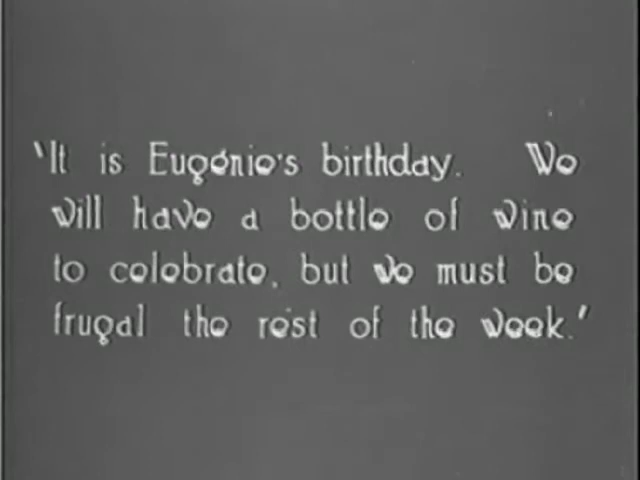 'It is Eugénie's birthday. We
will have a bottle of wine
to celebrate, but we must be
frugal the rest of the week.'